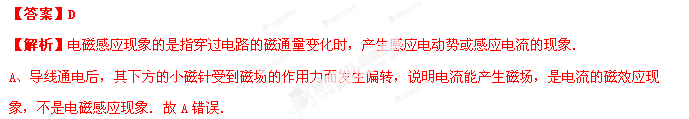 【答案】D
【解析】电磁感应现象的是指穿过电路的磁通量变化时，产生感应电动势或感应电流的现象．
A、导线通电后，其下方的小磁针受到磁场的作用力而发生偏转，说明电流能产生磁场，是电流的磁效应现
象，不是电磁感应现象．故 A 错误．